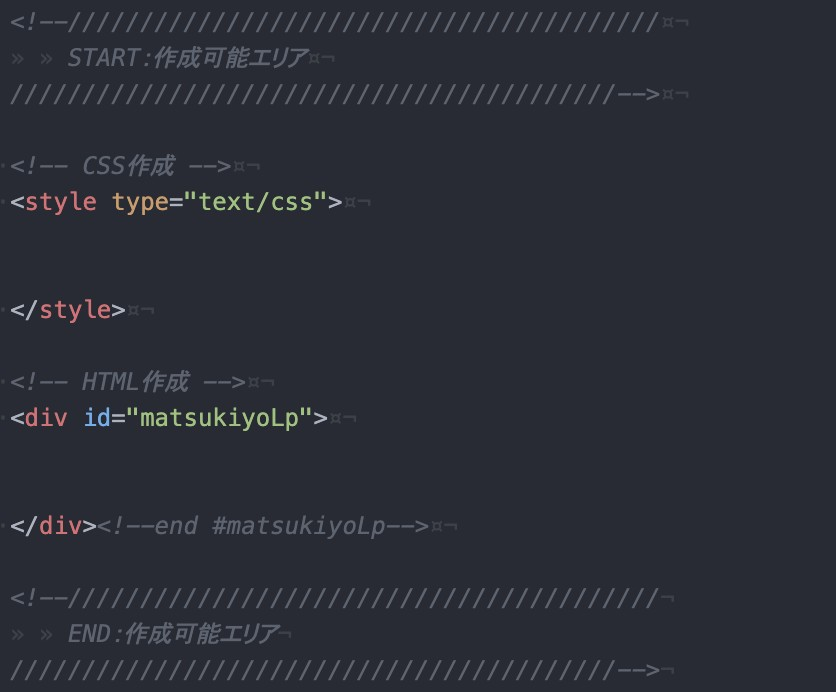 <!--/////////////////////////////////////////
START:作成可能エリア
//////////////////////////////////////////-->
<!-- CSS作成 -->
<style type="text/css">
</style>
<!-- HTML作成 -->
<div id="matsukiyoLp">
</div><!--end #matsukiyoLp-->
<!--/////////////////////////////////////////
END:作成可能エリア
//////////////////////////////////////////-->